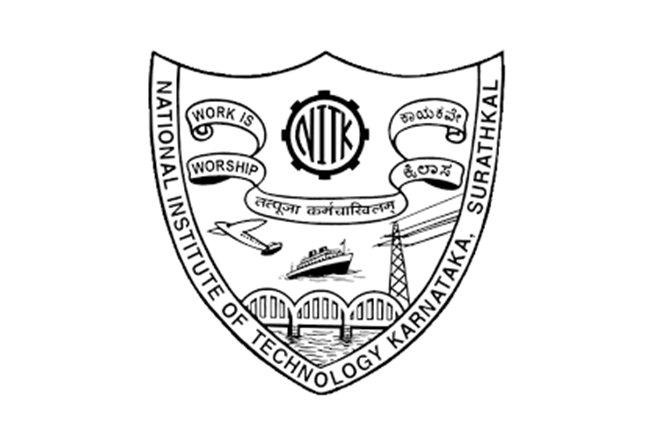 NITK
WORK IS
WORSHIP
ಕಾಯಕವೇ
ಕೈಲಾಸ
तत्पूजा कर्मचाखिलम्
NATIONAL INSTITUTE OF TECHNOLOGY KARNATAKA, SURATHKAL